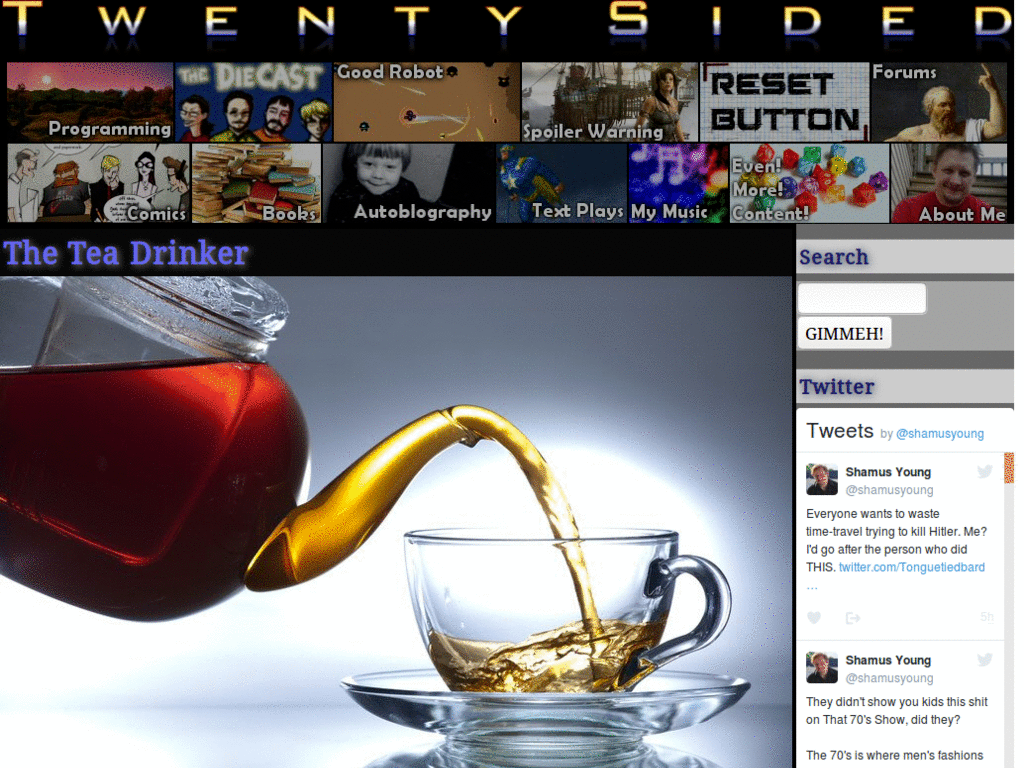 TWENTY SIDED
Programming
THE DIECAST
Good Robot
Spoiler Warning
RESET
BUTTON
Forums
Comics
Books
Autoblography
Text Plays
My Music
Even!
More!
Content!
About Me
The Tea Drinker
Search
GIMMEH!
Twitter
Tweets by @shamusyoung
Shamus Young
@shamusyoung
Everyone wants to waste
time-travel trying to kill Hitler. Me?
I'd go after the person who did
THIS. twitter.com/Tonguetiedbard
…
5h
Shamus Young
@shamusyoung
They didn't show you kids this shit
on That 70's Show, did they?
The 70's is where men's fashions